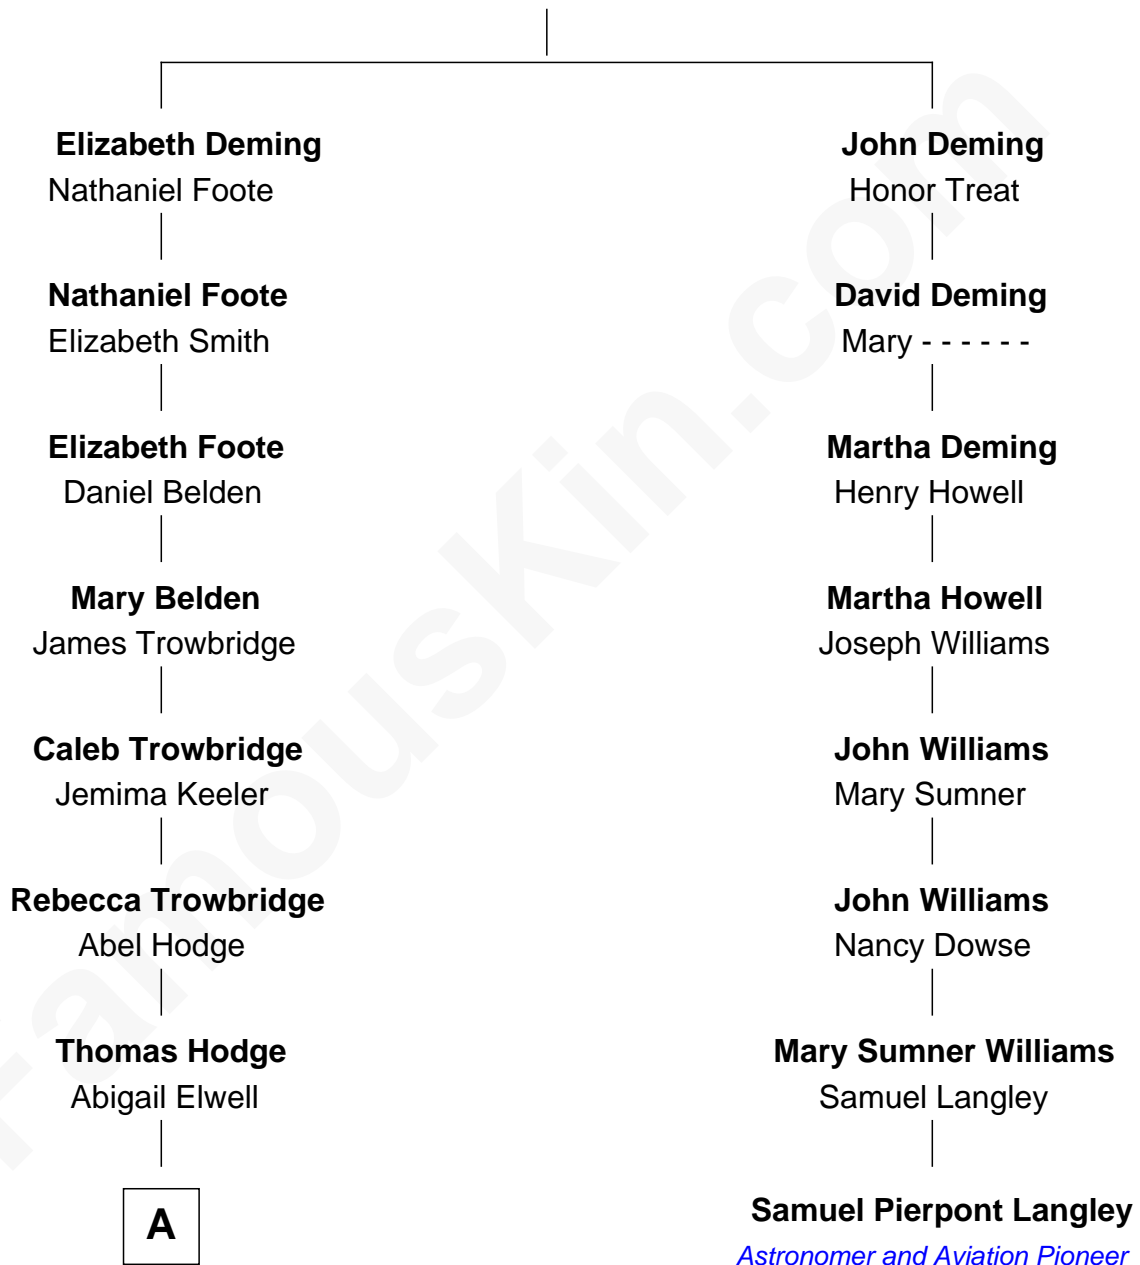 Elizabeth Deming
Nathaniel Foote
Nathaniel Foote
Elizabeth Smith
Elizabeth Foote
Daniel Belden
Mary Belden
James Trowbridge
Caleb Trowbridge
Jemima Keeler
Rebecca Trowbridge
Abel Hodge
Thomas Hodge
Abigail Elwell
A
John Deming
Honor Treat
David Deming
Mary - - - - - -
Martha Deming
Henry Howell
Martha Howell
Joseph Williams
John Williams
Mary Sumner
John Williams
Nancy Dowse
Mary Sumner Williams
Samuel Langley
Samuel Pierpont Langley
Astronomer and Aviation Pioneer
FamousKin.com